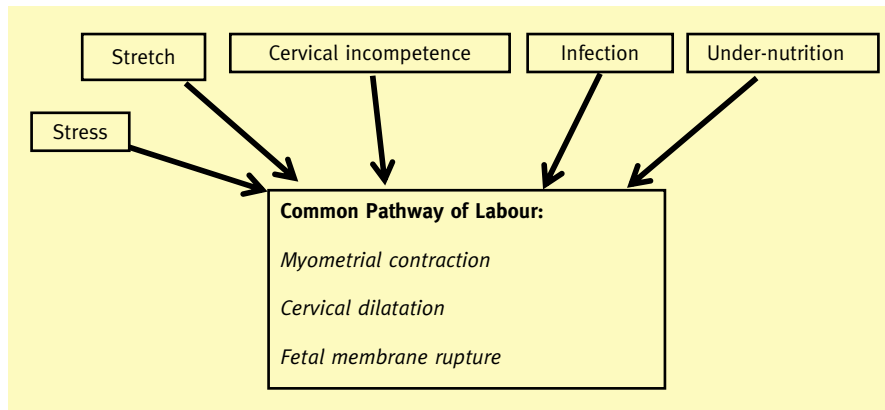 Stretch
Cervical incompetence
Infection
Under-nutrition
Stress
Common Pathway of Labour:
Myometrial contraction
Cervical dilatation
Fetal membrane rupture